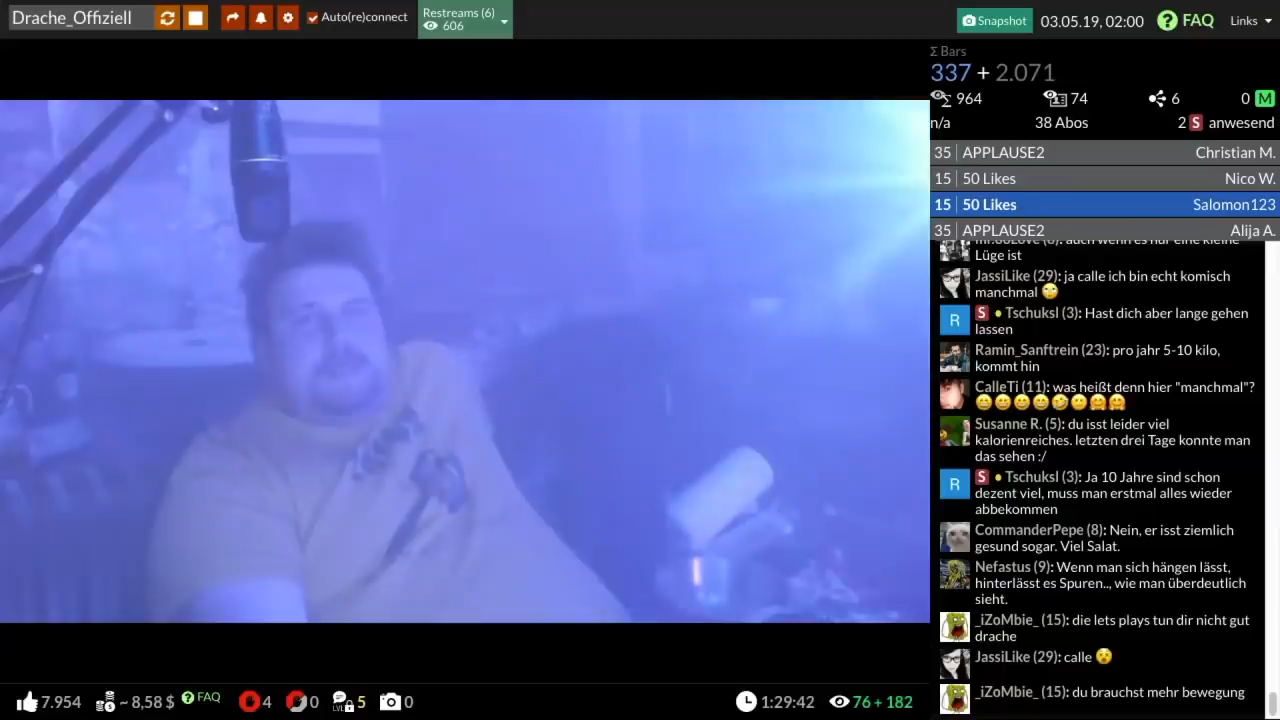 Drache_Offiziell
Auto(re)connect
Restreams (6)
606
Snapshot
03.05.19, 02:00
FAQ
Links
Σ Bars
337 + 2.071
Σ 964
74
6
0 M
n/a
38 Abos
2 S anwesend
35 APPLAUSE2 Christian M.
15 50 Likes Nico W.
15 50 Likes Salomon123
35 APPLAUSE2 Alija A.
auch wenn es nur eine kleine
Lüge ist
JassiLike (29): ja calle ich bin echt komisch
manchmal
R S Tschuksl (3): Hast dich aber lange gehen
lassen
Ramin_Sanftrein (23): pro jahr 5-10 kilo,
kommt hin
CalleTi (11): was heißt denn hier "manchmal"?
Susanne R. (5): du isst leider viel
kalorienreiches. letzten drei Tage konnte man
das sehen :/
R S Tschuksl (3): Ja 10 Jahre sind schon
dezent viel, muss man erstmal alles wieder
abbekommen
CommanderPepe (8): Nein, er isst ziemlich
gesund sogar. Viel Salat.
Nefastus (9): Wenn man sich hängen lässt,
hinterlässt es Spuren.., wie man überdeutlich
sieht.
_iZoMbie_ (15): die lets plays tun dir nicht gut
drache
JassiLike (29): calle
_iZoMbie_ (15): du brauchst mehr bewegung
7.954
~ 8,58 $
FAQ
4
0
LVL 5
0
1:29:42
76 + 182